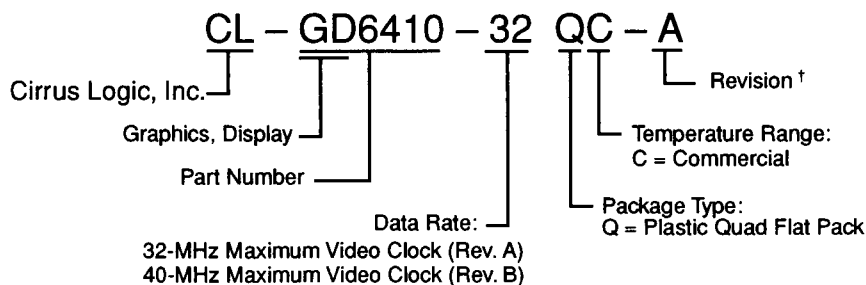 CL – GD6410 – 32 QC – A
Cirrus Logic, Inc.
Revision †
Graphics, Display
Temperature Range:
C = Commercial
Part Number
Package Type:
Q = Plastic Quad Flat Pack
Data Rate:
32-MHz Maximum Video Clock (Rev. A)
40-MHz Maximum Video Clock (Rev. B)